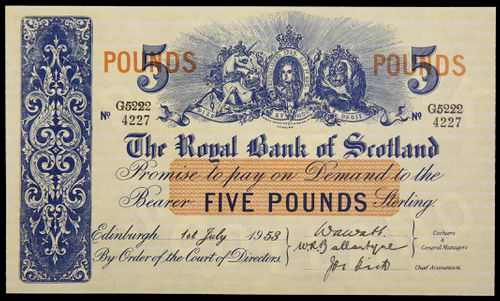 5 POUNDS POUNDS 5
No G5222 4227 No G5222 4227
The Royal Bank of Scotland
Promise to pay on Demand to the
Bearer FIVE POUNDS Sterling.
Edinburgh 1st July 1953
By Order of the Court of Directors.
W R Ballantyne
Cashiers & General Managers
Chief Accountant